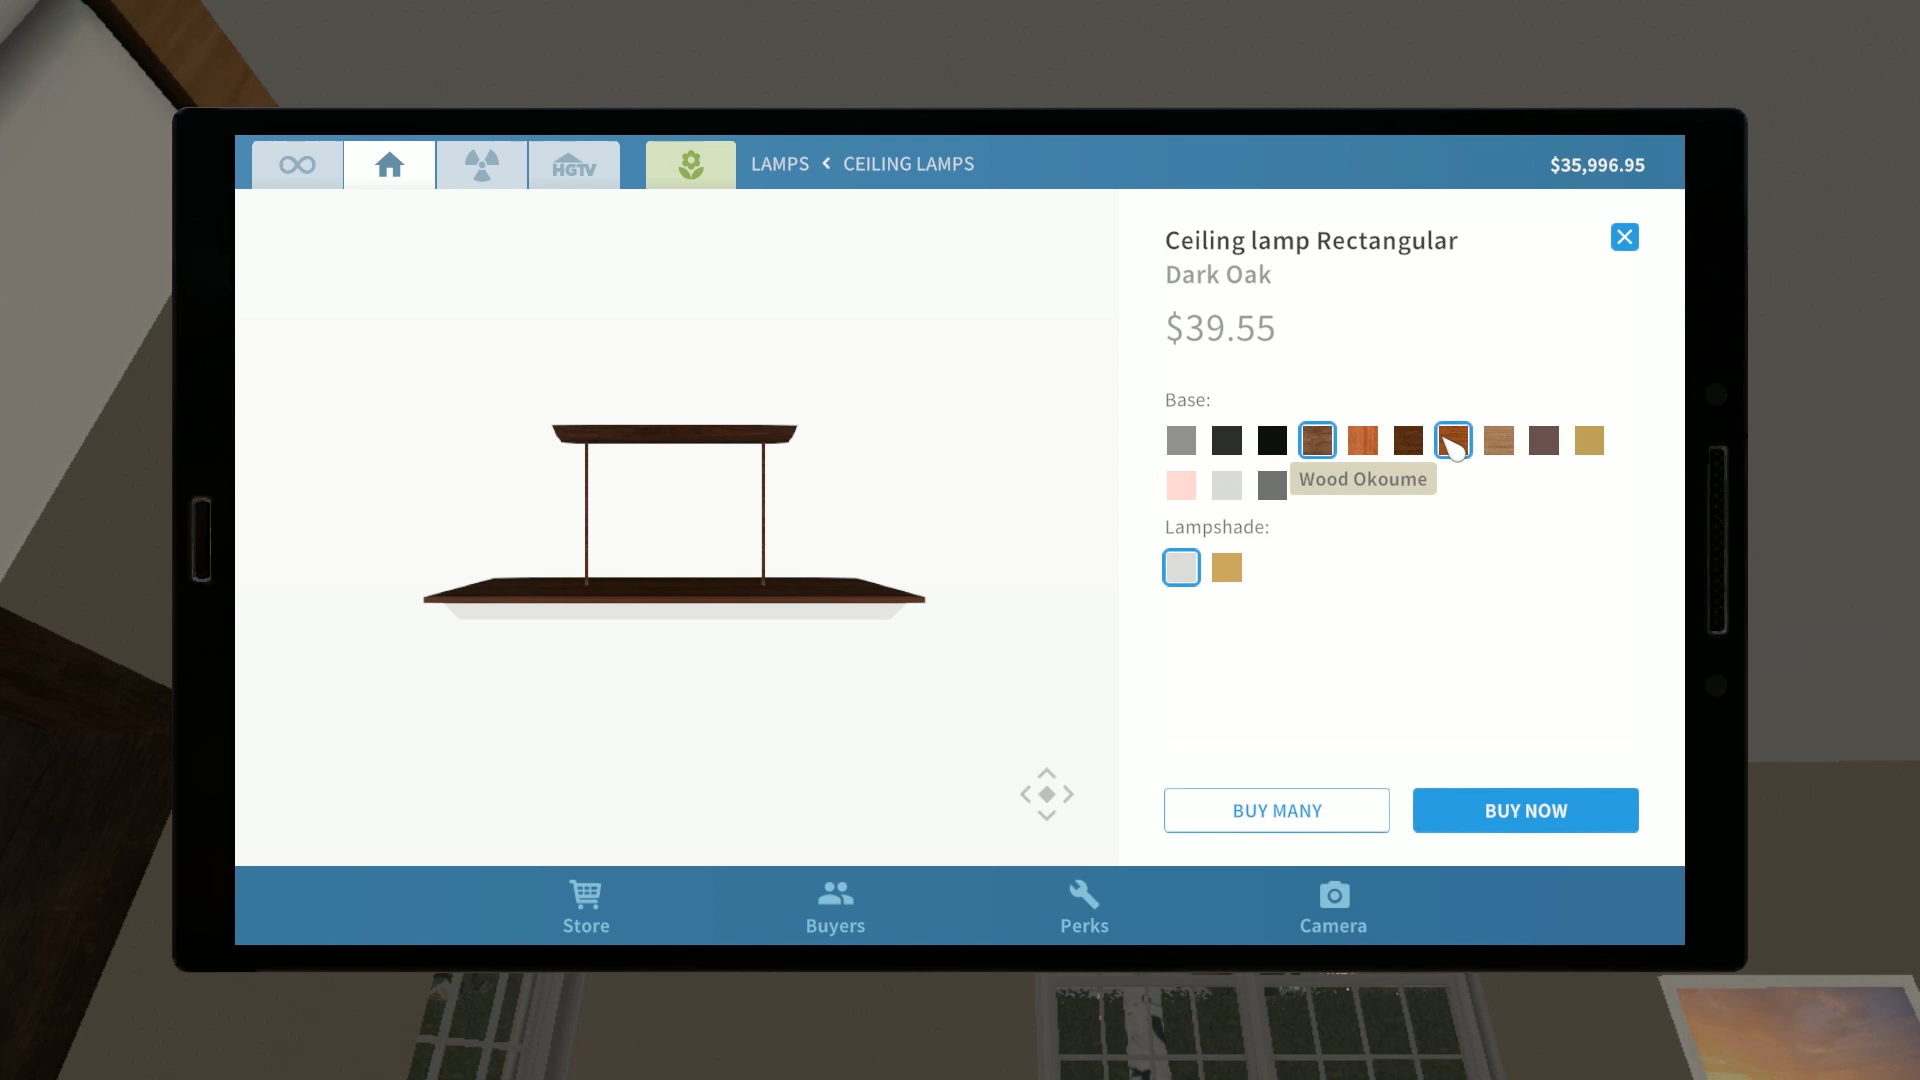 HGTV
LAMPS < CEILING LAMPS
$35,996.95
Ceiling lamp Rectangular
Dark Oak
$39.55
Base:
Wood Okoume
Lampshade:
BUY MANY
BUY NOW
Store
Buyers
Perks
Camera